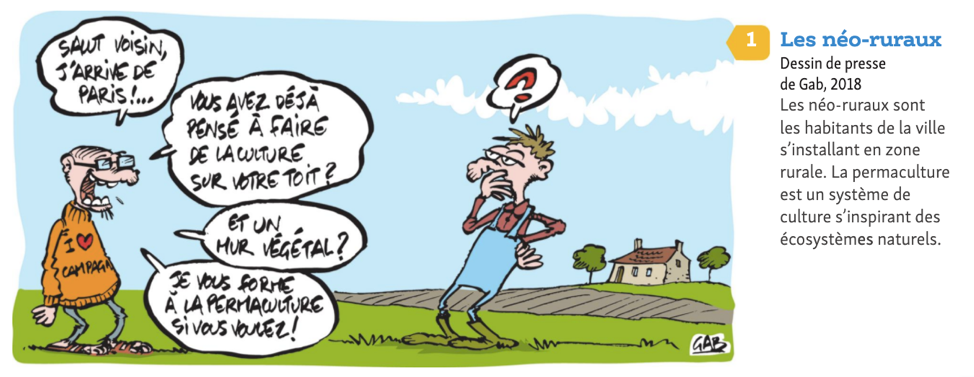 SALUT VOISIN,
J'ARRIVE DE
PARIS !...
VOUS AVEZ DÉJÀ
PENSÉ À FAIRE
DE LA CULTURE
SUR VOTRE TOIT ?
ET UN
MUR VÉGÉTAL ?
JE VOUS FORME
À LA PERMACULTURE
SI VOUS VOULEZ !
I ❤
CAMPAGN
?
GAB
1
Les néo-ruraux
Dessin de presse
de Gab, 2018
Les néo-ruraux sont
les habitants de la ville
s'installant en zone
rurale. La permaculture
est un système de
culture s'inspirant des
écosystèmes naturels.